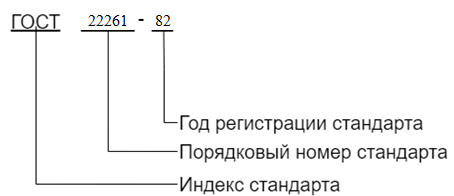 ГОСТ 22261 - 82
Год регистрации стандарта
Порядковый номер стандарта
Индекс стандарта